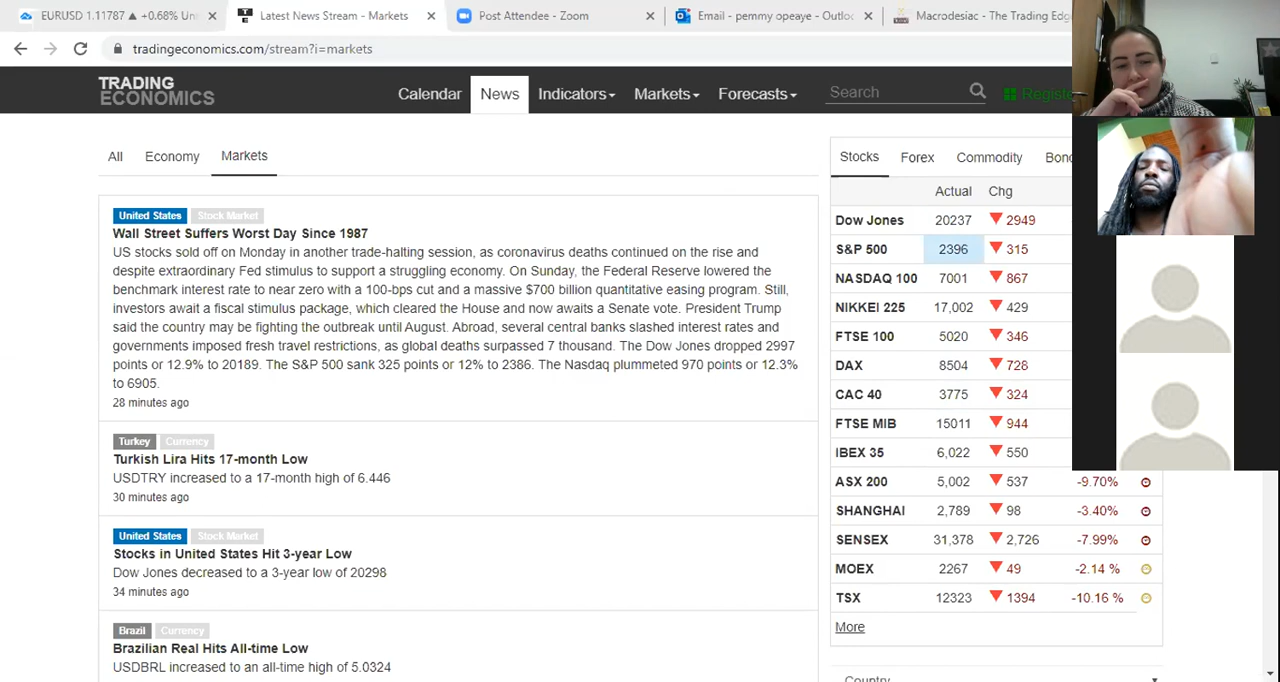 EURUSD 1.11787 ▲ +0.68% Un
Latest News Stream - Markets
Post Attendee - Zoom
Email - pemmy opeaye - Outloo
Macrodesiac - The Trading Edge
tradingeconomics.com/stream?i=markets
TRADING
ECONOMICS
Calendar
News
Indicators
Markets
Forecasts
Search
Registe
All
Economy
Markets
United States Stock Market
Wall Street Suffers Worst Day Since 1987
US stocks sold off on Monday in another trade-halting session, as coronavirus deaths continued on the rise and
despite extraordinary Fed stimulus to support a struggling economy. On Sunday, the Federal Reserve lowered the
benchmark interest rate to near zero with a 100-bps cut and a massive $700 billion quantitative easing program. Still,
investors await a fiscal stimulus package, which cleared the House and now awaits a Senate vote. President Trump
said the country may be fighting the outbreak until August. Abroad, several central banks slashed interest rates and
governments imposed fresh travel restrictions, as global deaths surpassed 7 thousand. The Dow Jones dropped 2997
points or 12.9% to 20189. The S&P 500 sank 325 points or 12% to 2386. The Nasdaq plummeted 970 points or 12.3%
to 6905.
28 minutes ago
Turkey Currency
Turkish Lira Hits 17-month Low
USDTRY increased to a 17-month high of 6.446
30 minutes ago
United States Stock Market
Stocks in United States Hit 3-year Low
Dow Jones decreased to a 3-year low of 20298
34 minutes ago
Brazil Currency
Brazilian Real Hits All-time Low
USDBRL increased to an all-time high of 5.0324
Stocks Forex Commodity Bon
Actual Chg
Dow Jones 20237 ▼ 2949
S&P 500 2396 ▼ 315
NASDAQ 100 7001 ▼ 867
NIKKEI 225 17,002 ▼ 429
FTSE 100 5020 ▼ 346
DAX 8504 ▼ 728
CAC 40 3775 ▼ 324
FTSE MIB 15011 ▼ 944
IBEX 35 6,022 ▼ 550
ASX 200 5,002 ▼ 537 -9.70%
SHANGHAI 2,789 ▼ 98 -3.40%
SENSEX 31,378 ▼ 2,726 -7.99%
MOEX 2267 ▼ 49 -2.14 %
TSX 12323 ▼ 1394 -10.16 %
More
Country